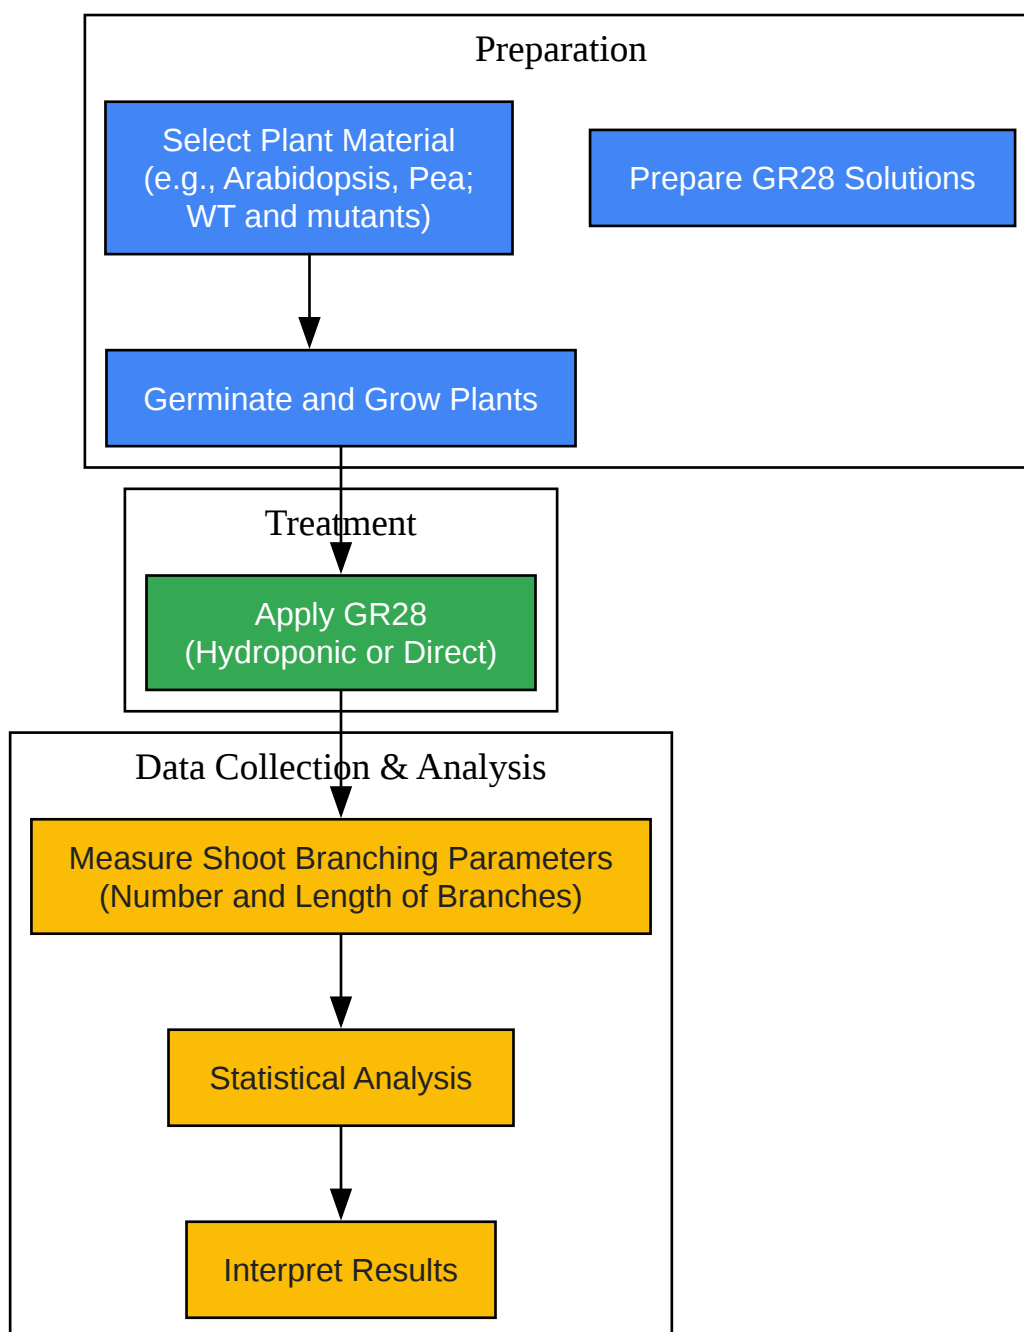 Preparation
Select Plant Material
(e.g., Arabidopsis, Pea;
WT and mutants)
Prepare GR28 Solutions
Germinate and Grow Plants
Treatment
Apply GR28
(Hydroponic or Direct)
Data Collection & Analysis
Measure Shoot Branching Parameters
(Number and Length of Branches)
Statistical Analysis
Interpret Results